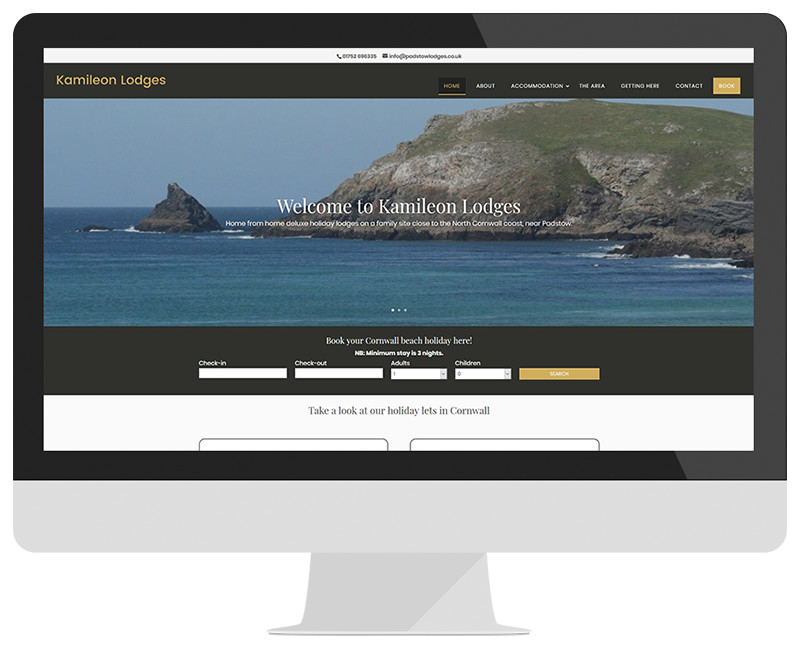 01752 696335 info@padstowlodges.co.uk
Kamileon Lodges
HOME ABOUT ACCOMMODATION THE AREA GETTING HERE CONTACT BOOK
Welcome to Kamileon Lodges
Home from home deluxe holiday lodges on a family site close to the North Cornwall coast, near Padstow.
Book your Cornwall beach holiday here!
NB: Minimum stay is 3 nights.
Check-in Check-out Adults Children
1 0 SEARCH
Take a look at our holiday lets in Cornwall